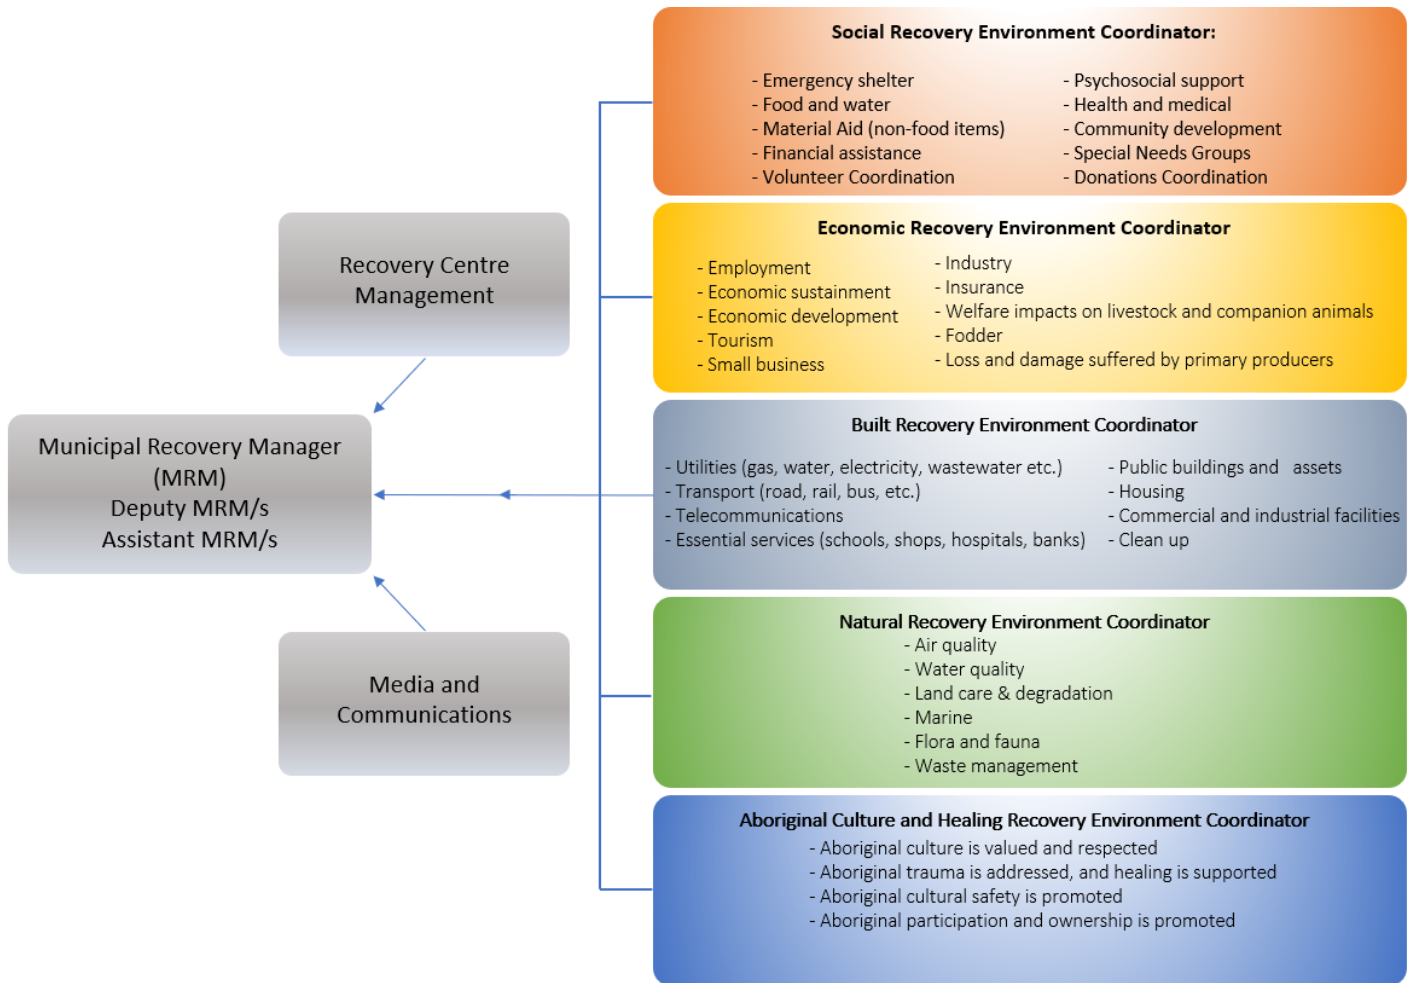 Social Recovery Environment Coordinator:
- Emergency shelter
- Food and water
- Material Aid (non-food items)
- Financial assistance
- Volunteer Coordination
- Psychosocial support
- Health and medical
- Community development
- Special Needs Groups
- Donations Coordination
Recovery Centre
Management
Economic Recovery Environment Coordinator
- Employment
- Economic sustainment
- Economic development
- Tourism
- Small business
- Industry
- Insurance
- Welfare impacts on livestock and companion animals
- Fodder
- Loss and damage suffered by primary producers
Municipal Recovery Manager
(MRM)
Deputy MRM/s
Assistant MRM/s
Built Recovery Environment Coordinator
- Utilities (gas, water, electricity, wastewater etc.)
- Transport (road, rail, bus, etc.)
- Telecommunications
- Essential services (schools, shops, hospitals, banks)
- Public buildings and   assets
- Housing
- Commercial and industrial facilities
- Clean up
Media and
Communications
Natural Recovery Environment Coordinator
- Air quality
- Water quality
- Land care & degradation
- Marine
- Flora and fauna
- Waste management
Aboriginal Culture and Healing Recovery Environment Coordinator
- Aboriginal culture is valued and respected
- Aboriginal trauma is addressed, and healing is supported
- Aboriginal cultural safety is promoted
- Aboriginal participation and ownership is promoted